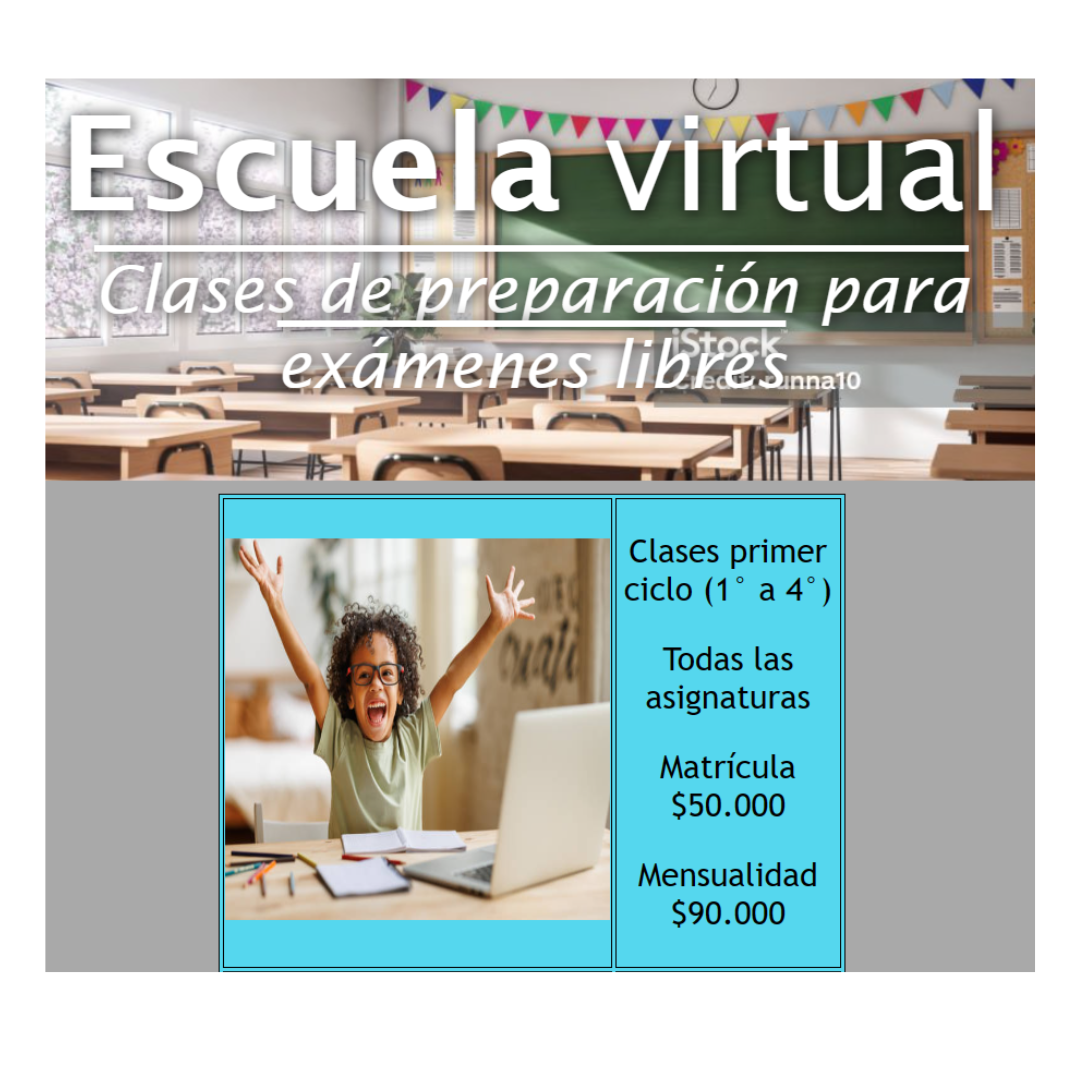 Escuela virtual
Clases de preparación para
exámenes libres
iStock
Credit: runna10
Clases primer
ciclo (1° a 4°)
Todas las
asignaturas
Matrícula
$50.000
Mensualidad
$90.000